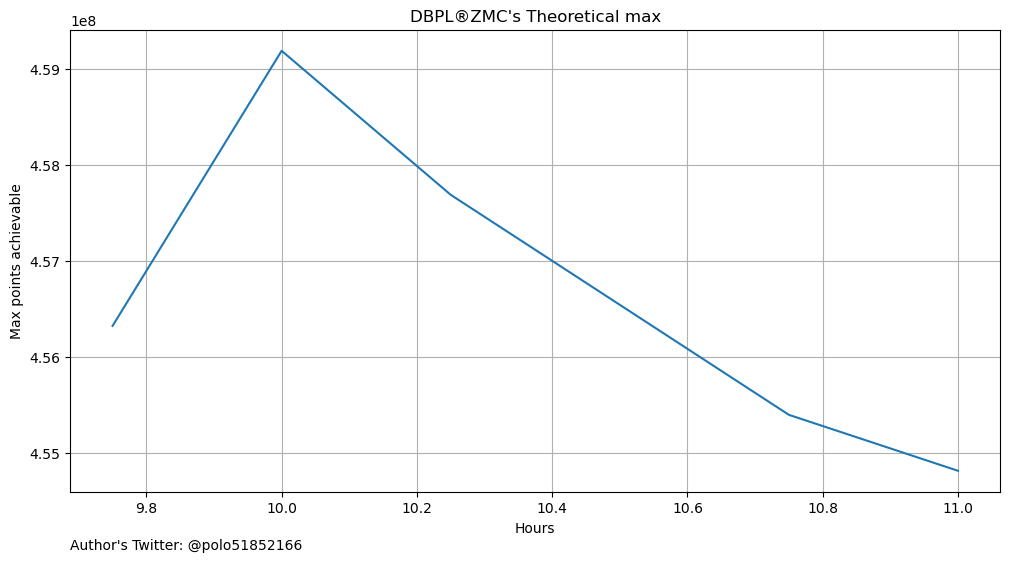 DBPL®ZMC's Theoretical max
1e8
4.59
4.58
4.57
4.56
4.55
Max points achievable
9.8 10.0 10.2 10.4 10.6 10.8 11.0
Hours
Author's Twitter: @polo51852166